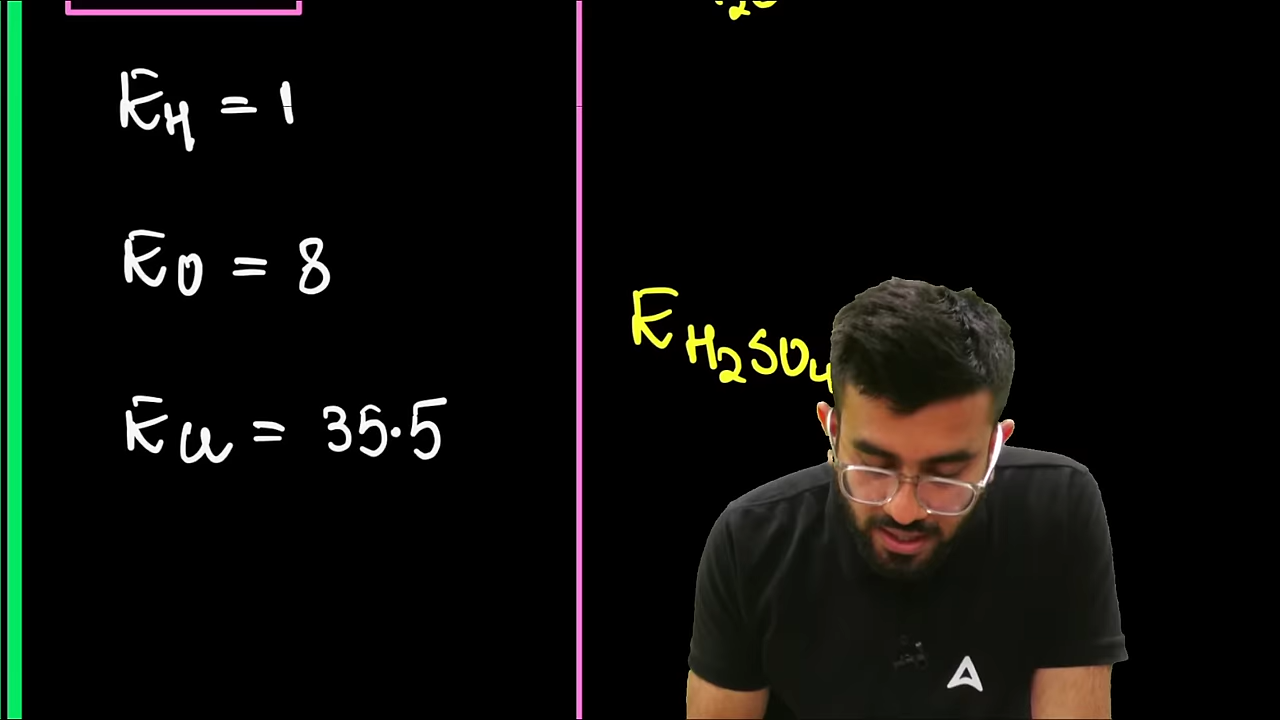 E_H = 1
E_O = 8
E_Cl = 35.5
E_H₂SO₄